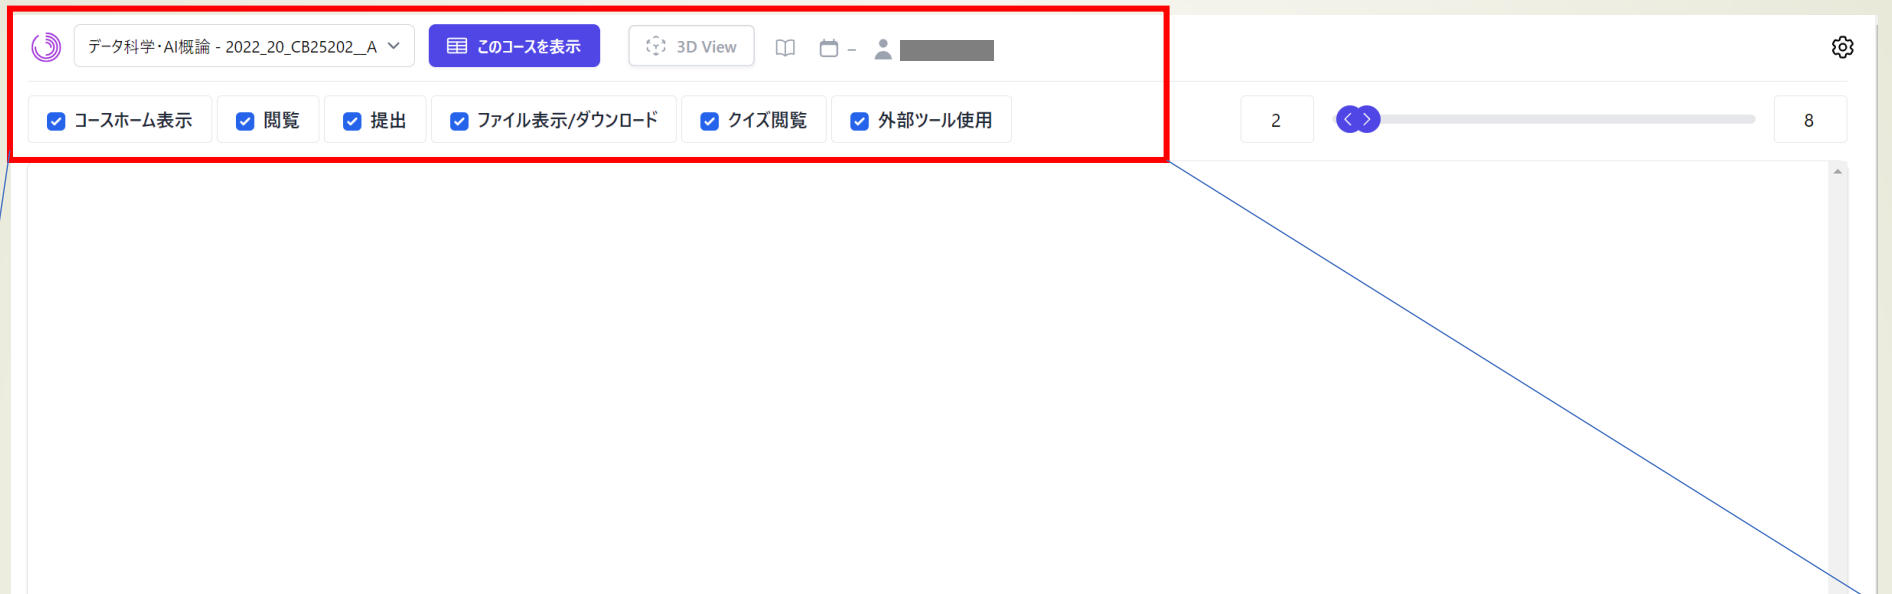 データ科学・AI概論 - 2022_20_CB25202__A このコースを表示 3D View –
コースホーム表示 閲覧 提出 ファイル表示/ダウンロード クイズ閲覧 外部ツール使用 2 8